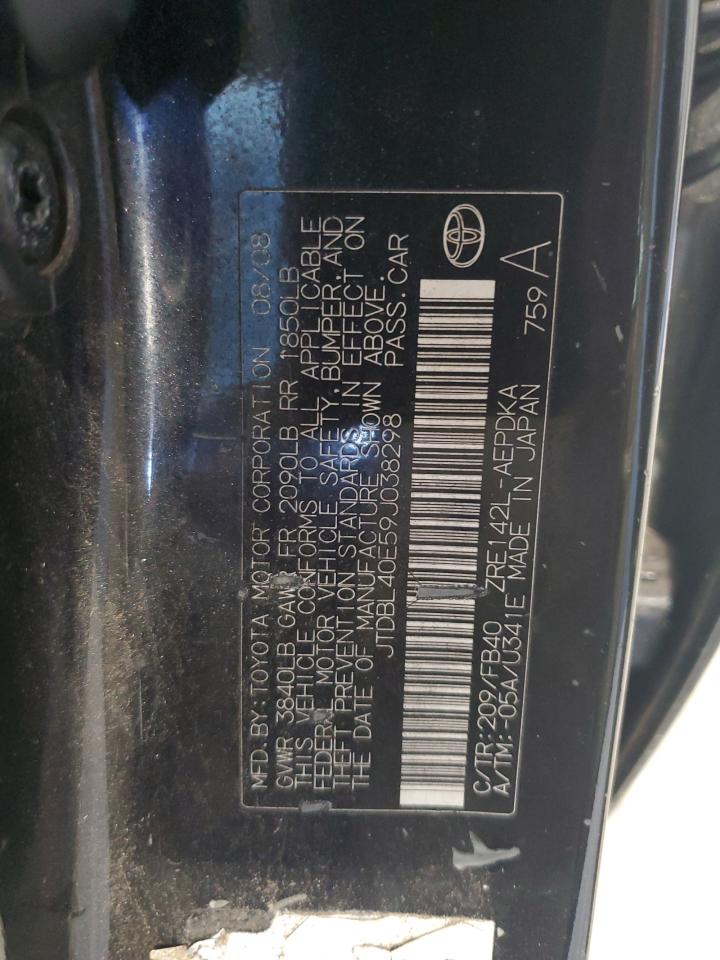 MFD. BY: TOYOTA MOTOR CORPORATION 08/08
GVWR 3840LB GAWR FR 2090LB RR 1850LB
THIS VEHICLE CONFORMS TO ALL APPLICABLE
FEDERAL MOTOR VEHICLE SAFETY, BUMPER, AND
THEFT PREVENTION STANDARDS IN EFFECT ON
THE DATE OF MANUFACTURE SHOWN ABOVE.
JTDBL40E59J038298 PASS. CAR
C/TR: 209/FB40 ZRE142L-AEPDKA
A/TM: -05A/U341E MADE IN JAPAN 759 A